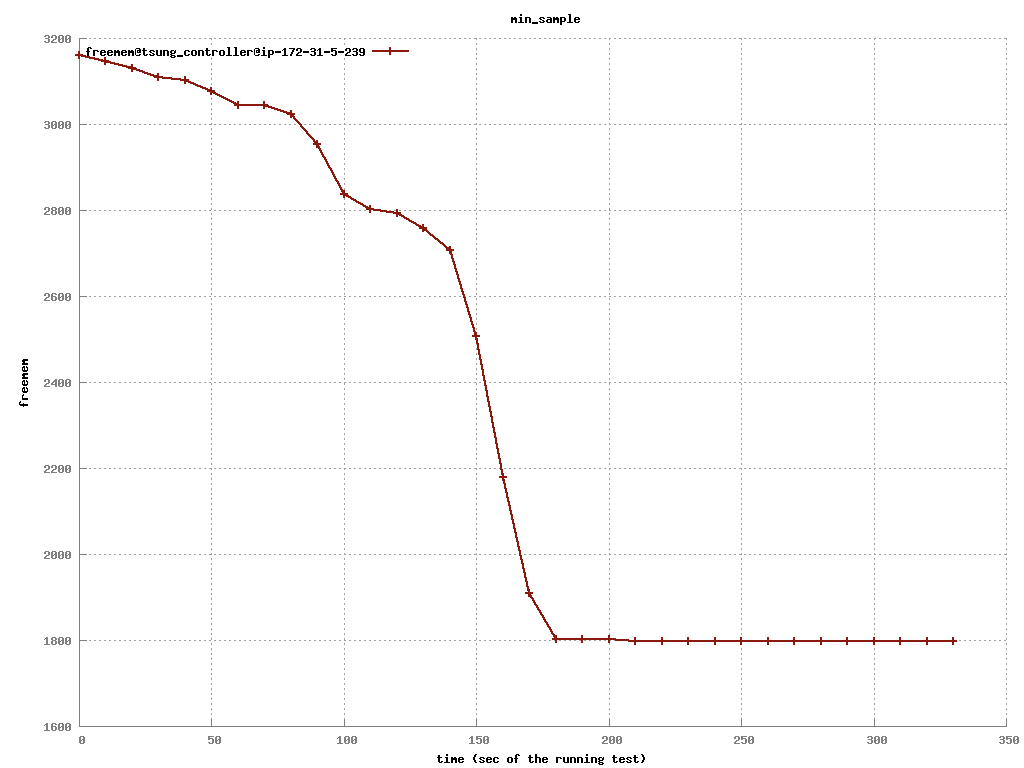 min_sample
3200
freemem@tsung_controller@ip-172-31-5-239
3000
2800
2600
2400
freemem
2200
2000
1800
1600
0 50 100 150 200 250 300 350
time (sec of the running test)